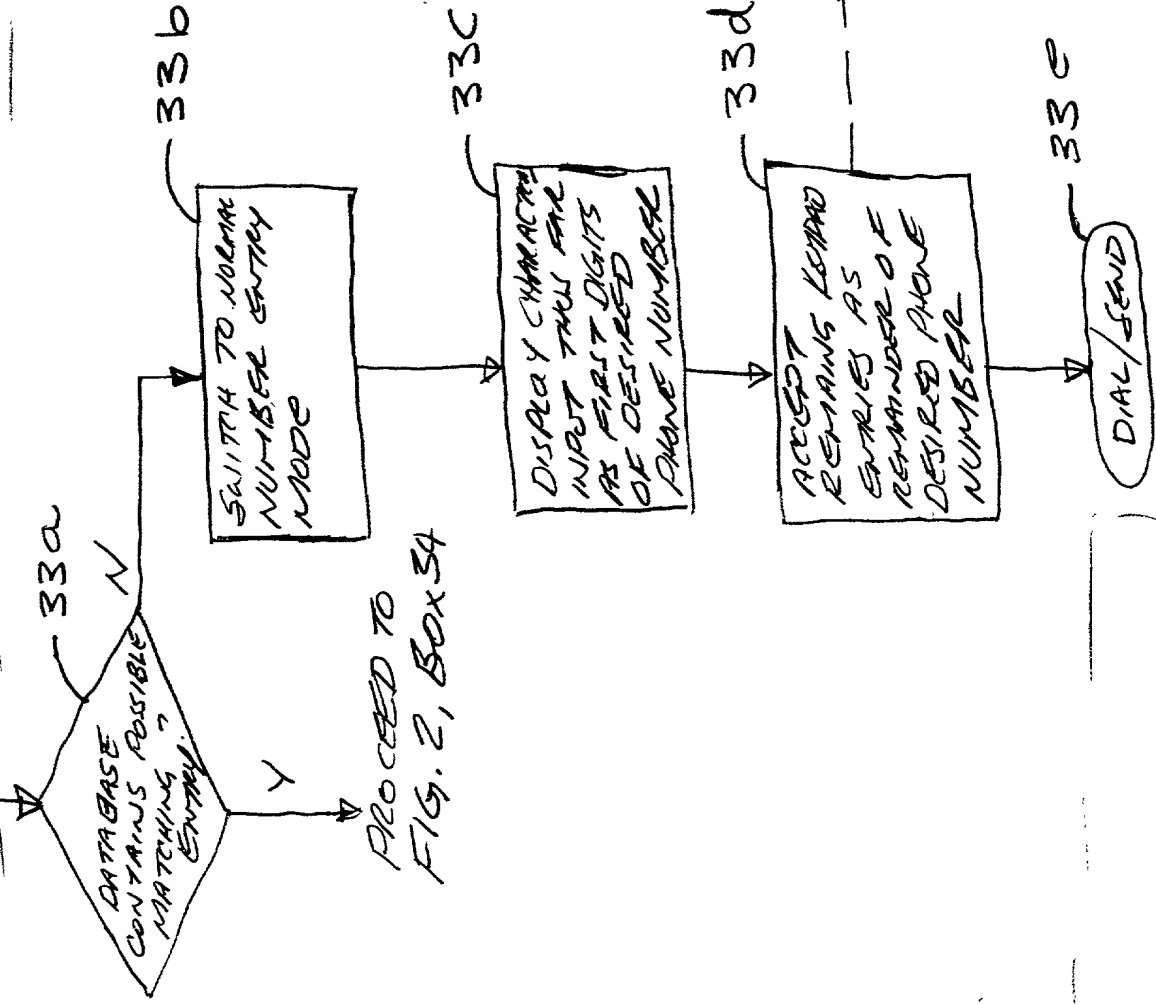 33a
DATABASE
CONTAINS POSSIBLE
MATCHING
ENTRY?
N
Y
PROCEED TO
FIG. 2, BOX 34
33b
SWITCH TO NORMAL
NUMBER ENTRY
MODE
33c
DISPLAY CHARACTERS
INPUT THUS FAR
AS FIRST DIGITS
OF DESIRED
PHONE NUMBER
33d
ACCEPT
REMAINING KEYPAD
ENTRIES AS
REMAINDER OF
DESIRED PHONE
NUMBER
33e
DIAL/SEND